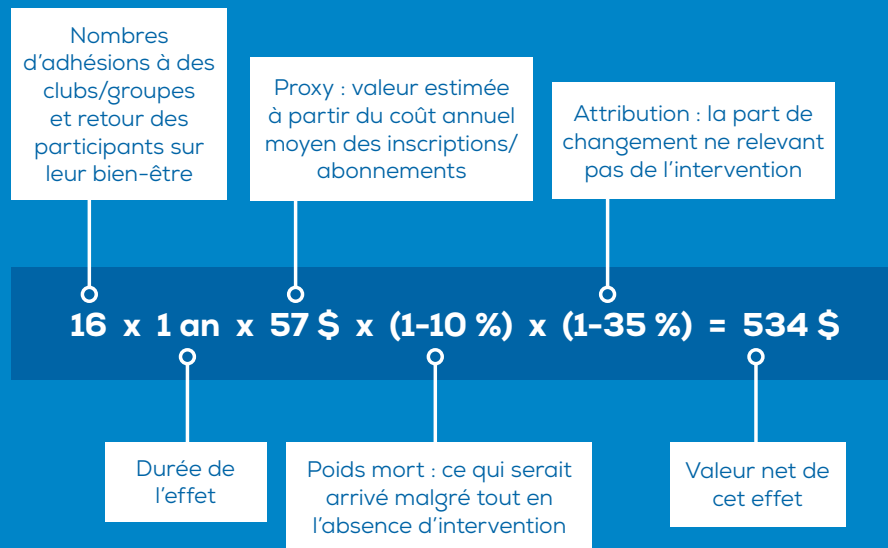 Nombres
d'adhésions à des
clubs/groupes
et retour des
participants sur
leur bien-être
Proxy : valeur estimée
à partir du coût annuel
moyen des inscriptions/
abonnements
Attribution : la part de
changement ne relevant
pas de l'intervention
16 x 1 an x 57 $ x (1-10 %) x (1-35 %) = 534 $
Durée de
l'effet
Poids mort : ce qui serait
arrivé malgré tout en
l'absence d'intervention
Valeur net de
cet effet